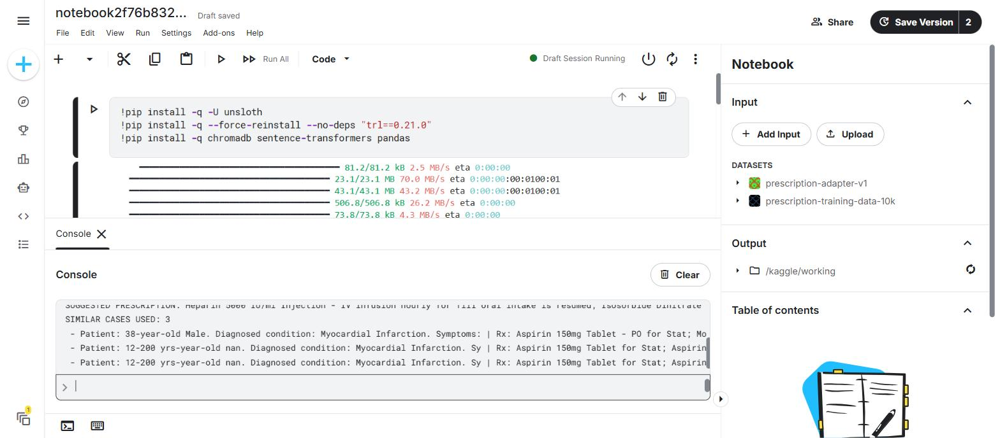 notebook2f76b832...
Draft saved
File Edit View Run Settings Add-ons Help
Share
Save Version 2
Run All
Code
Draft Session Running
!pip install -q -U unsloth
!pip install -q --force-reinstall --no-deps "trl==0.21.0"
!pip install -q chromadb sentence-transformers pandas
81.2/81.2 kB 2.5 MB/s eta 0:00:00
23.1/23.1 MB 70.0 MB/s eta 0:00:00:00:0100:01
43.1/43.1 MB 43.2 MB/s eta 0:00:00:00:0100:01
506.8/506.8 kB 26.2 MB/s eta 0:00:00
73.8/73.8 kB 4.3 MB/s eta 0:00:00
Console
Console
Clear
SUGGESTED PRESCRIPTION: Heparin 5000 IU/ml Injection - IV infusion hourly for Till oral intake is resumed; Isosorbide Dinitrate
SIMILAR CASES USED: 3
- Patient: 38-year-old Male. Diagnosed condition: Myocardial Infarction. Symptoms: | Rx: Aspirin 150mg Tablet - PO for Stat; Mo
- Patient: 12-200 yrs-year-old nan. Diagnosed condition: Myocardial Infarction. Sy | Rx: Aspirin 150mg Tablet for Stat; Aspirin
- Patient: 12-200 yrs-year-old nan. Diagnosed condition: Myocardial Infarction. Sy | Rx: Aspirin 150mg Tablet for Stat; Aspirin
>
1
Notebook
Input
+ Add Input
Upload
DATASETS
prescription-adapter-v1
prescription-training-data-10k
Output
/kaggle/working
Table of contents